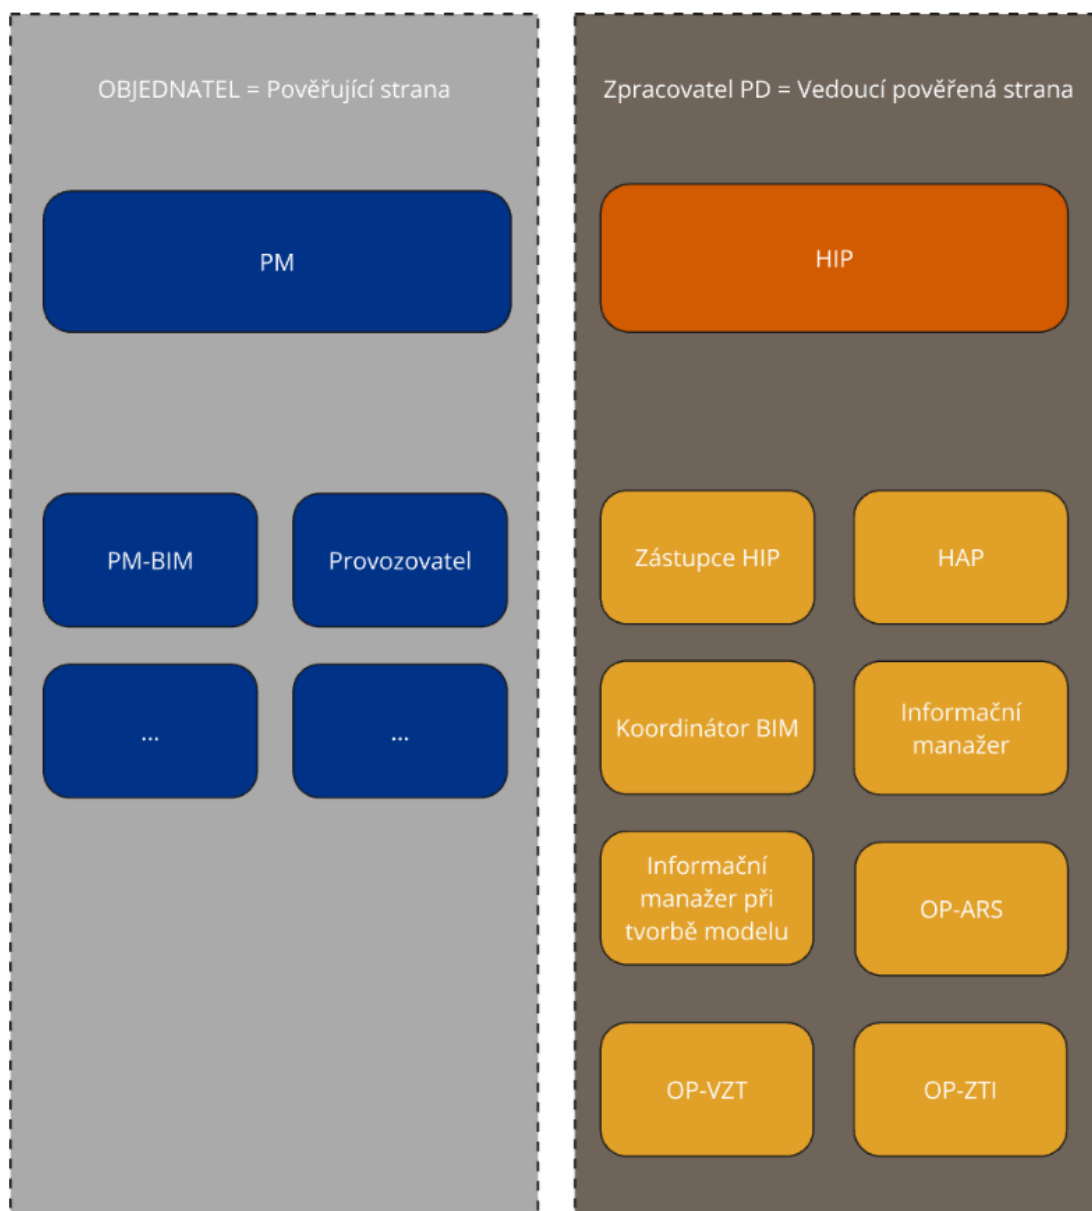 OBJEDNATEL = Pověřující strana
PM
PM-BIM
Provozovatel
...
...
Zpracovatel PD = Vedoucí pověřená strana
HIP
Zástupce HIP
HAP
Koordinátor BIM
Informační
manažer
Informační
manažer při
tvorbě modelu
OP-ARS
OP-VZT
OP-ZTI